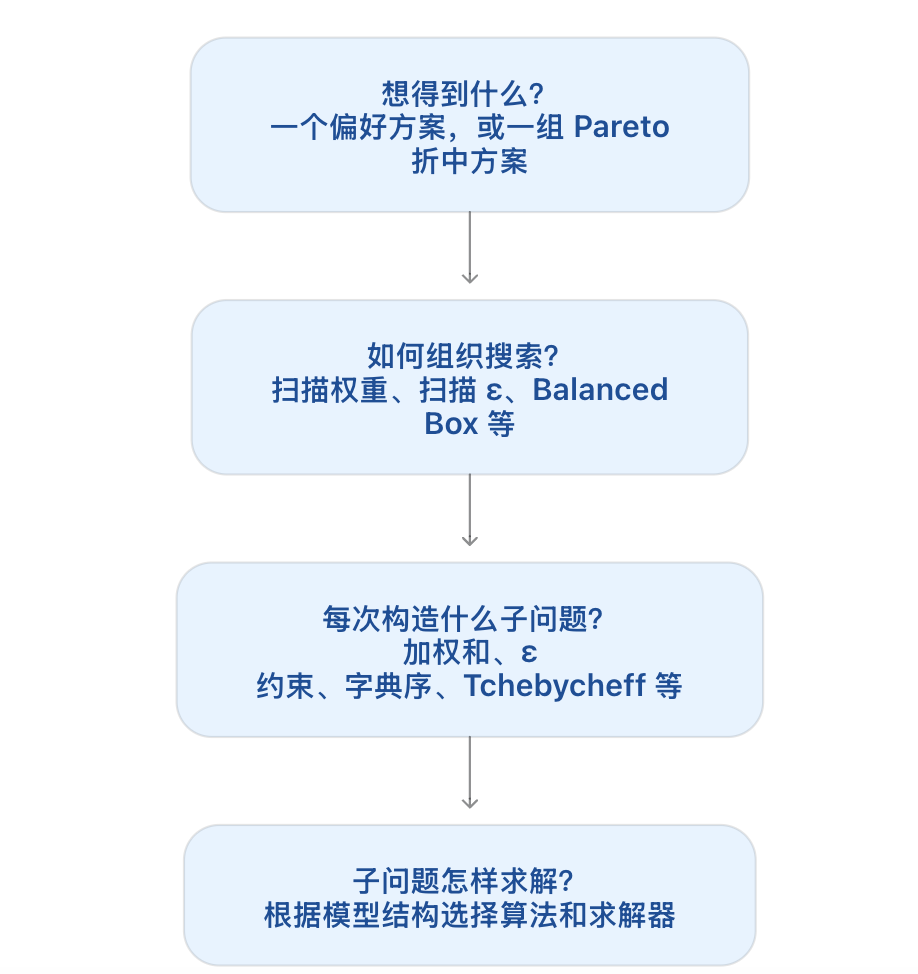 想得到什么？
一个偏好方案，或一组 Pareto
折中方案
如何组织搜索？
扫描权重、扫描 ε、Balanced
Box 等
每次构造什么子问题？
加权和、ε
约束、字典序、Tchebycheff 等
子问题怎样求解？
根据模型结构选择算法和求解器